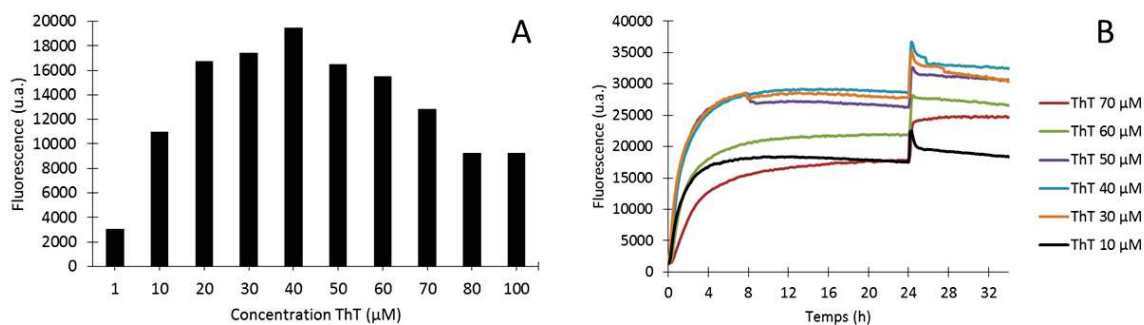 A
20000
18000
16000
14000
12000
10000
8000
6000
4000
2000
0
Fluorescence (u.a.)
1 10 20 30 40 50 60 70 80 100
Concentration ThT (µM)
B
40000
35000
30000
25000
20000
15000
10000
5000
0
Fluorescence (u.a.)
0 4 8 12 16 20 24 28 32
Temps (h)
ThT 70 µM
ThT 60 µM
ThT 50 µM
ThT 40 µM
ThT 30 µM
ThT 10 µM